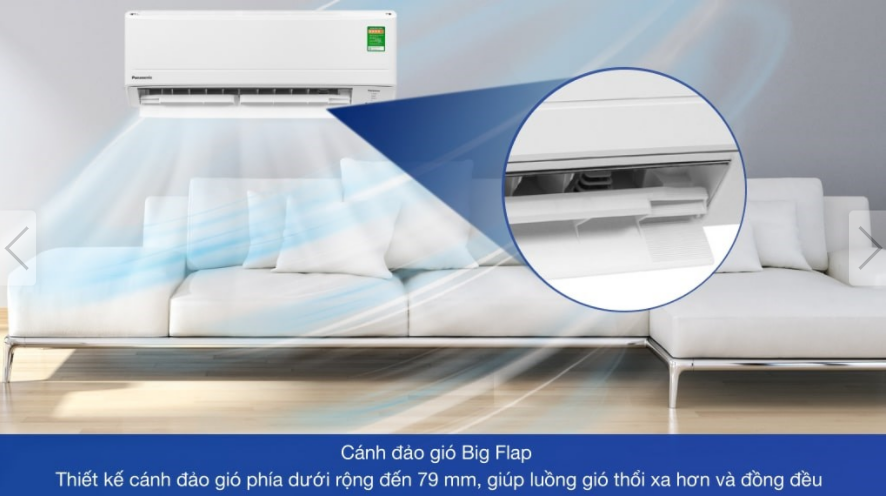 Panasonic
Cánh đảo gió Big Flap
Thiết kế cánh đảo gió phía dưới rộng đến 79 mm, giúp luồng gió thổi xa hơn và đồng đều